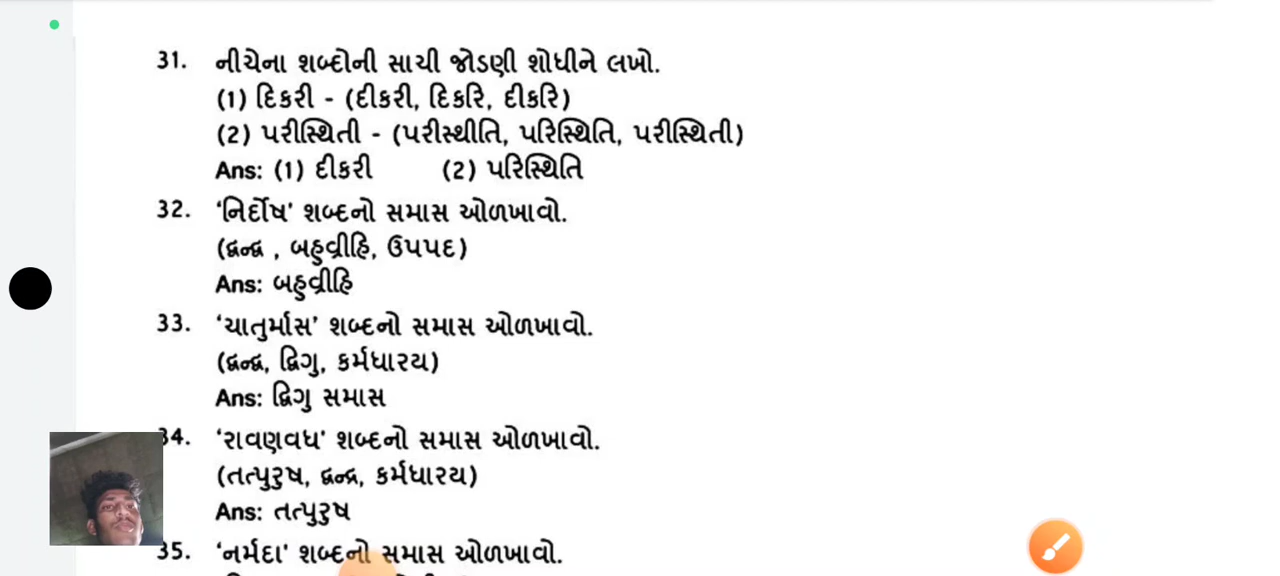 31. નીચેના શબ્દોની સાચી જોડણી શોધીને લખો.
(1) દિકરી - (દીકરી, દિકરિ, દીકરિ)
(2) પરીસ્થિતી - (પરીસ્થીતિ, પરિસ્થિતિ, પરીસ્થિતી)
Ans: (1) દીકરી (2) પરિસ્થિતિ
32. 'નિર્દોષ' શબ્દનો સમાસ ઓળખાવો.
(દ્વન્દ્વ , બહુવ્રીહિ, ઉપપદ)
Ans: બહુવ્રીહિ
33. 'ચાતુર્માસ' શબ્દનો સમાસ ઓળખાવો.
(દ્વન્દ્વ, દ્વિગુ, કર્મધારય)
Ans: દ્વિગુ સમાસ
34. 'રાવણવધ' શબ્દનો સમાસ ઓળખાવો.
(તત્પુરુષ, દ્વન્દ્વ, કર્મધારય)
Ans: તત્પુરુષ
35. 'નર્મદા' શબ્દનો સમાસ ઓળખાવો.